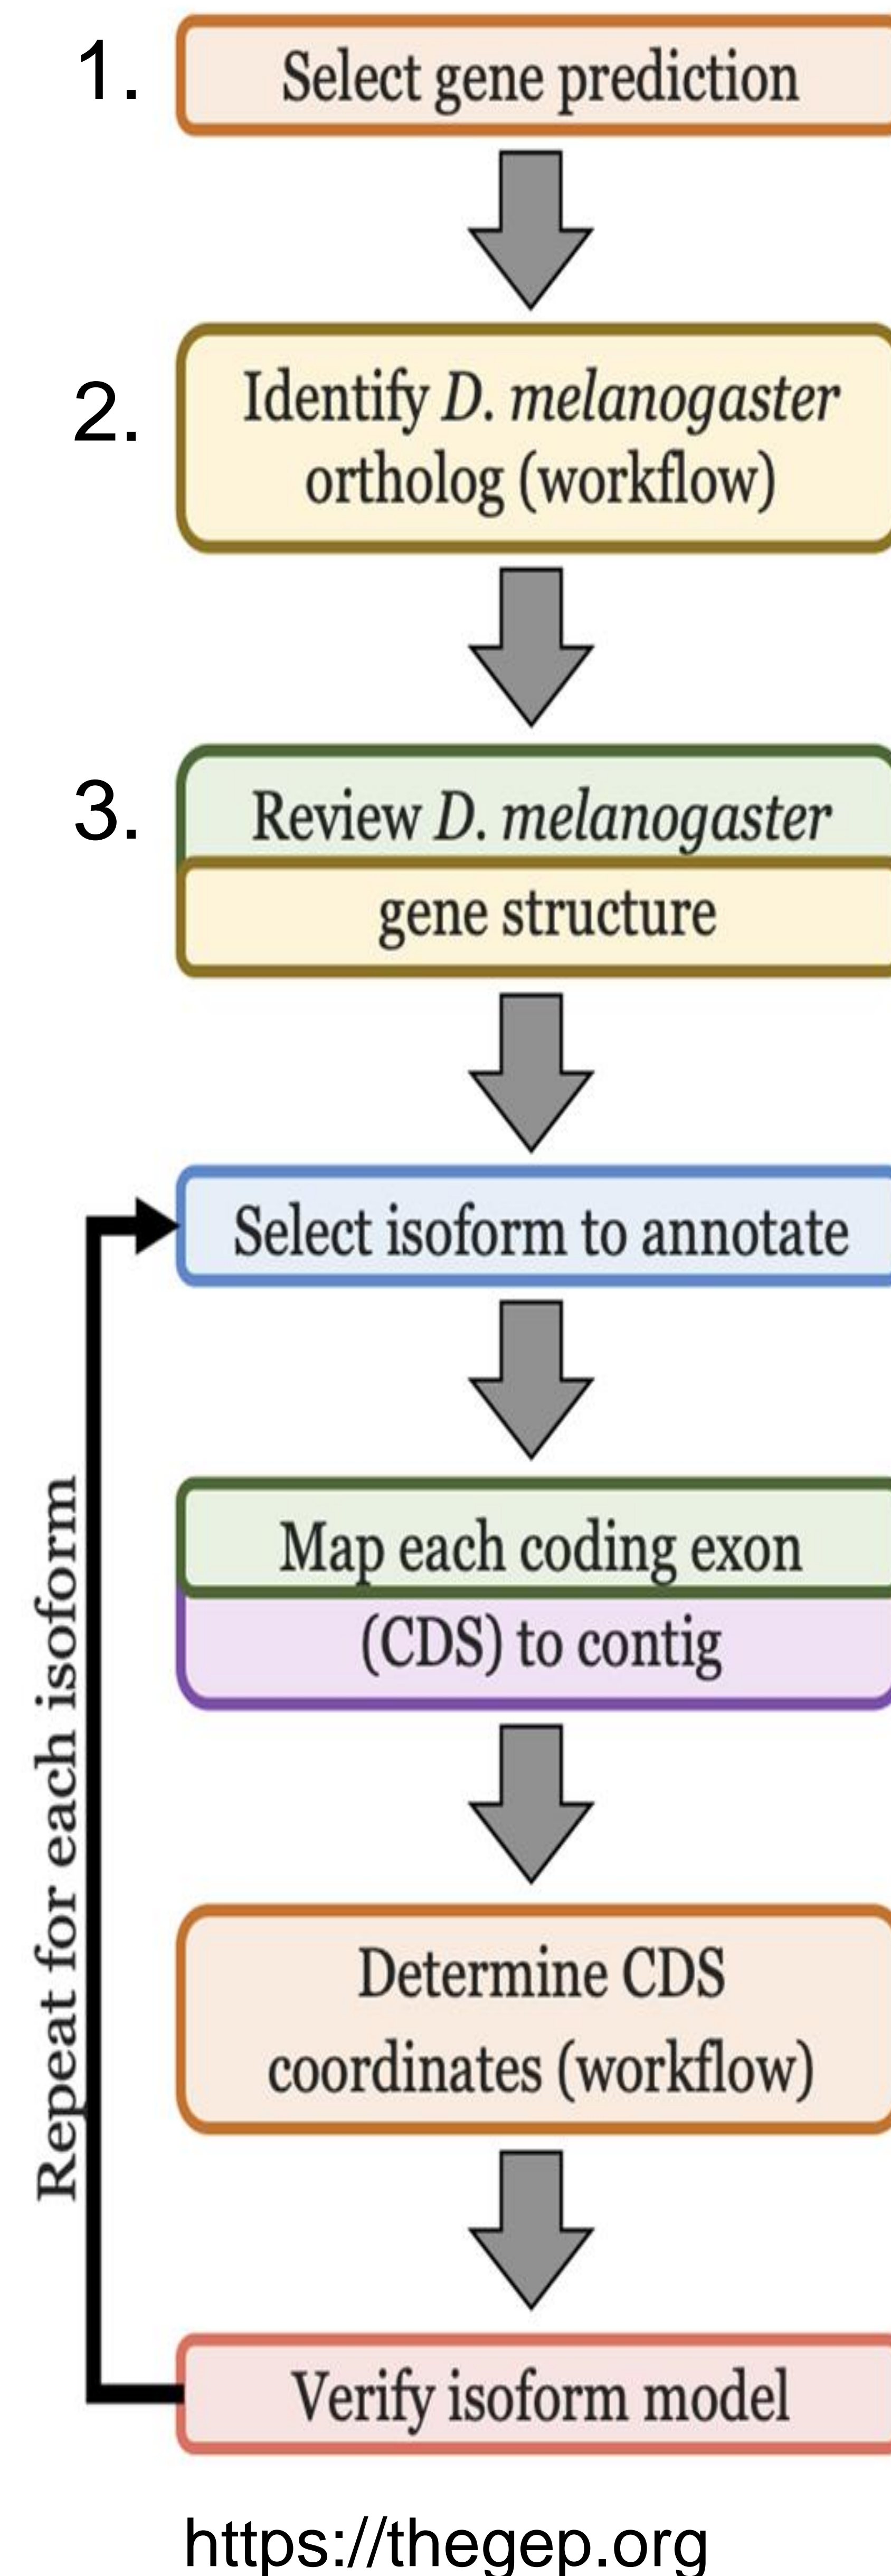 1.
Select gene prediction
2.
Identify D. melanogaster
ortholog (workflow)
3.
Review D. melanogaster
gene structure
Select isoform to annotate
Map each coding exon
(CDS) to contig
Determine CDS
coordinates (workflow)
Verify isoform model
Repeat for each isoform
https://thegep.org